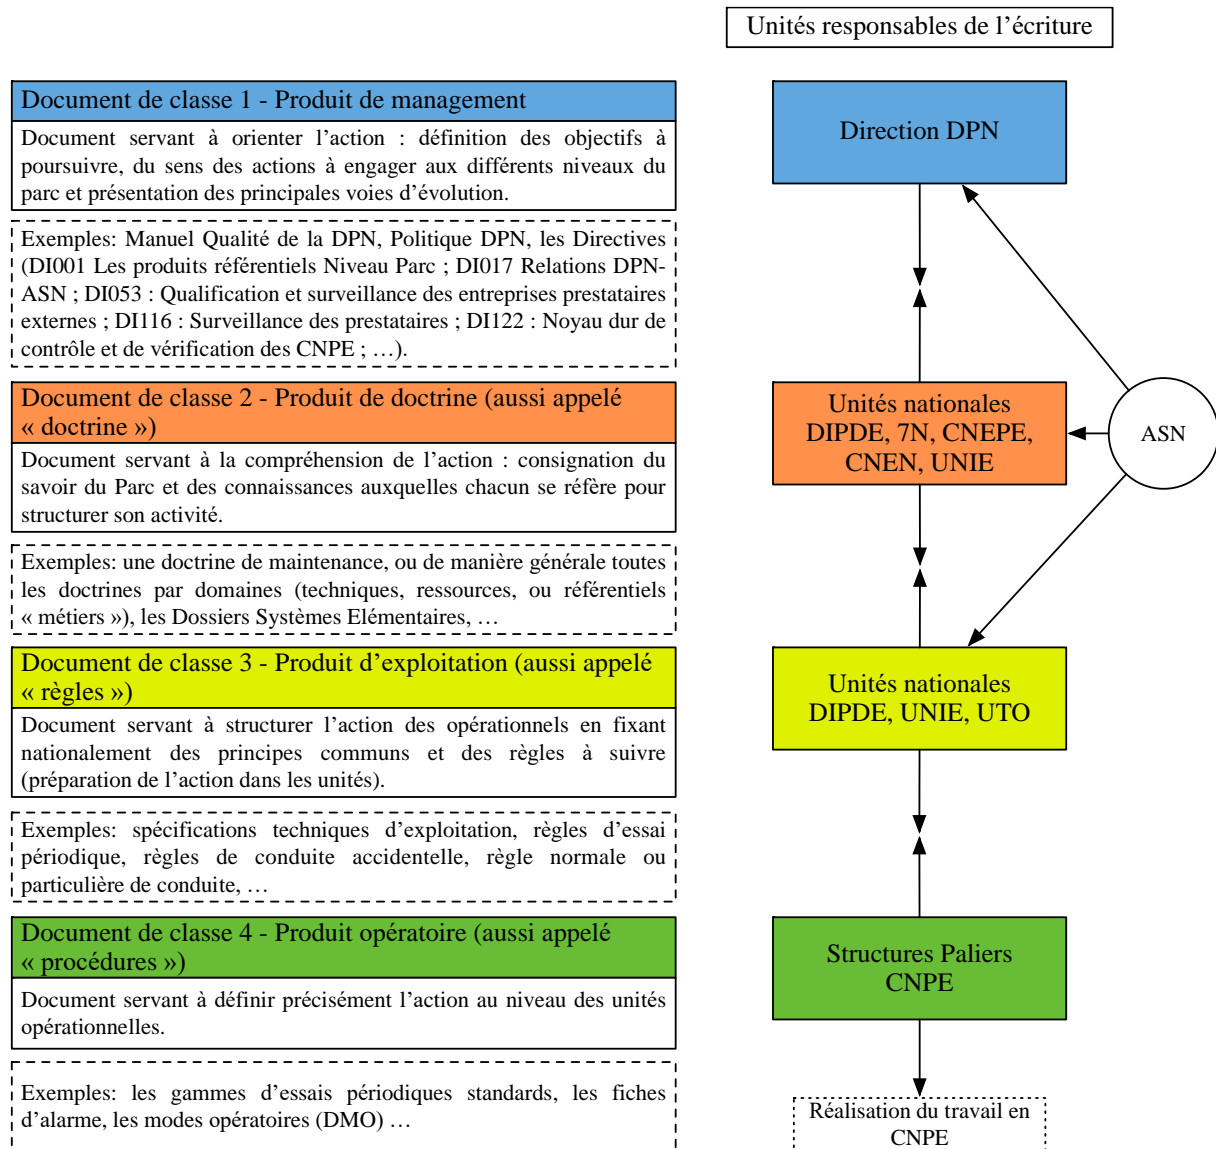 Unités responsables de l’écriture
Document de classe 1 - Produit de management
Document servant à orienter l’action : définition des objectifs à
poursuivre, du sens des actions à engager aux différents niveaux du
parc et présentation des principales voies d’évolution.
Exemples: Manuel Qualité de la DPN, Politique DPN, les Directives
(DI001 Les produits référentiels Niveau Parc ; DI017 Relations DPN-
ASN ; DI053 : Qualification et surveillance des entreprises prestataires
externes ; DI116 : Surveillance des prestataires ; DI122 : Noyau dur de
contrôle et de vérification des CNPE ; …).
Direction DPN
Document de classe 2 - Produit de doctrine (aussi appelé
« doctrine »)
Document servant à la compréhension de l’action : consignation du
savoir du Parc et des connaissances auxquelles chacun se réfère pour
structurer son activité.
Exemples: une doctrine de maintenance, ou de manière générale toutes
les doctrines par domaines (techniques, ressources, ou référentiels
« métiers »), les Dossiers Systèmes Elémentaires, …
Unités nationales
DIPDE, 7N, CNEPE,
CNEN, UNIE
ASN
Document de classe 3 - Produit d’exploitation (aussi appelé
« règles »)
Document servant à structurer l’action des opérationnels en fixant
nationalement des principes communs et des règles à suivre
(préparation de l’action dans les unités).
Exemples: spécifications techniques d’exploitation, règles d’essai
périodique, règles de conduite accidentelle, règle normale ou
particulière de conduite, …
Unités nationales
DIPDE, UNIE, UTO
Document de classe 4 - Produit opératoire (aussi appelé
« procédures »)
Document servant à définir précisément l’action au niveau des unités
opérationnelles.
Exemples: les gammes d’essais périodiques standards, les fiches
d’alarme, les modes opératoires (DMO) …
Structures Paliers
CNPE
Réalisation du travail en
CNPE